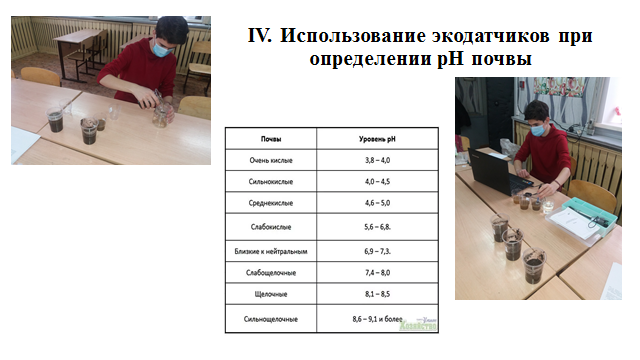 IV. Использование экодатчиков при
определении pH почвы
Почвы Уровень pH
Очень кислые 3,8 – 4,0
Сильнокислые 4,0 – 4,5
Среднекислые 4,6 – 5,0
Слабокислые 5,6 – 6,8.
Близкие к нейтральным 6,9 – 7,3.
Слабощелочные 7,4 – 8,0
Щелочные 8,1 – 8,5
Сильнощелочные 8,6 – 9,1 и более
Хозяйство